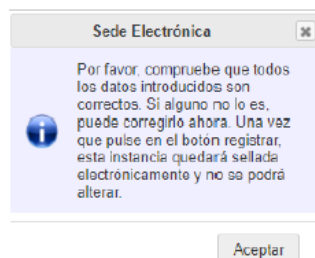 Sede Electrónica
Por favor, compruebe que todos
los datos introducidos son
correctos. Si alguno no lo es,
puede corregirlo ahora. Una vez
que pulse en el botón registrar,
esta instancia quedará sellada
electrónicamente y no se podrá
alterar.
Aceptar